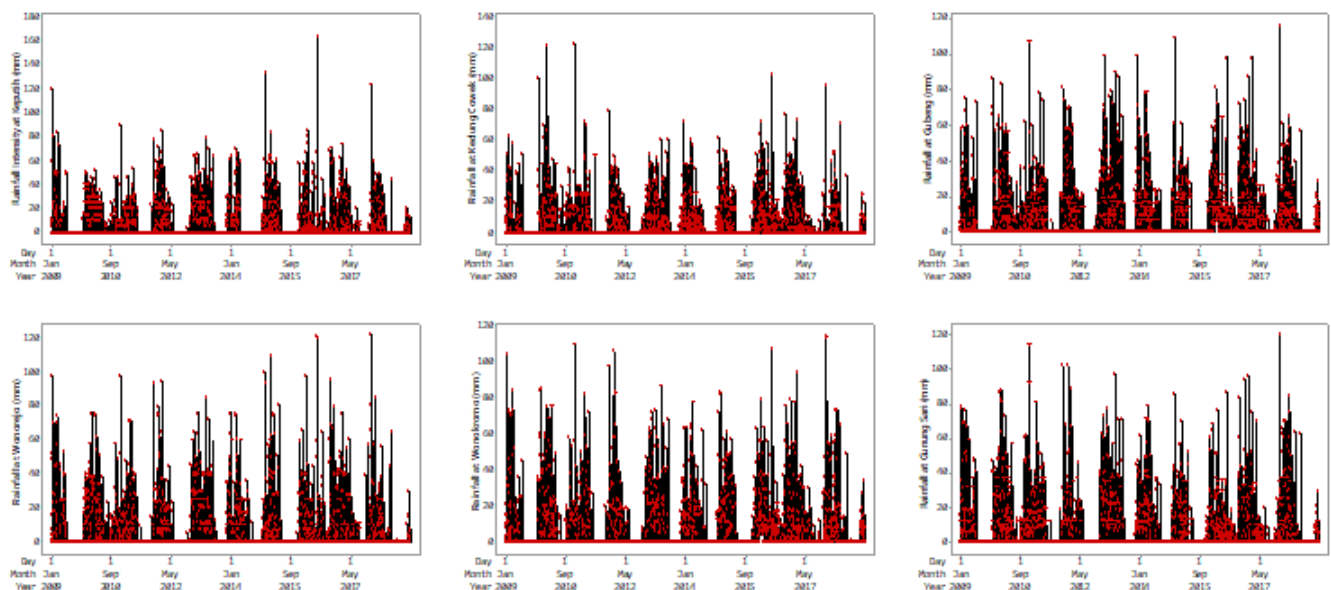 Rainfall Intensity at Keputih (mm)
180
160
140
120
100
80
60
40
20
0
Day 1 1 1 1 1 1
Month Jan Sep May Jan Sep May
Year 2009 2010 2012 2014 2015 2017
Rainfall at Kedung Cowek (mm)
140
120
100
80
60
40
20
0
Day 1 1 1 1 1 1
Month Jan Sep May Jan Sep May
Year 2009 2010 2012 2014 2015 2017
Rainfall at Gubeng (mm)
120
100
80
60
40
20
0
Day 1 1 1 1 1 1
Month Jan Sep May Jan Sep May
Year 2009 2010 2012 2014 2015 2017
Rainfall at Wonorejo (mm)
120
100
80
60
40
20
0
Day 1 1 1 1 1 1
Month Jan Sep May Jan Sep May
Year 2009 2010 2012 2014 2015 2017
Rainfall at Wonokromo (mm)
120
100
80
60
40
20
0
Day 1 1 1 1 1 1
Month Jan Sep May Jan Sep May
Year 2009 2010 2012 2014 2015 2017
Rainfall at Gunung Sari (mm)
120
100
80
60
40
20
0
Day 1 1 1 1 1 1
Month Jan Sep May Jan Sep May
Year 2009 2010 2012 2014 2015 2017